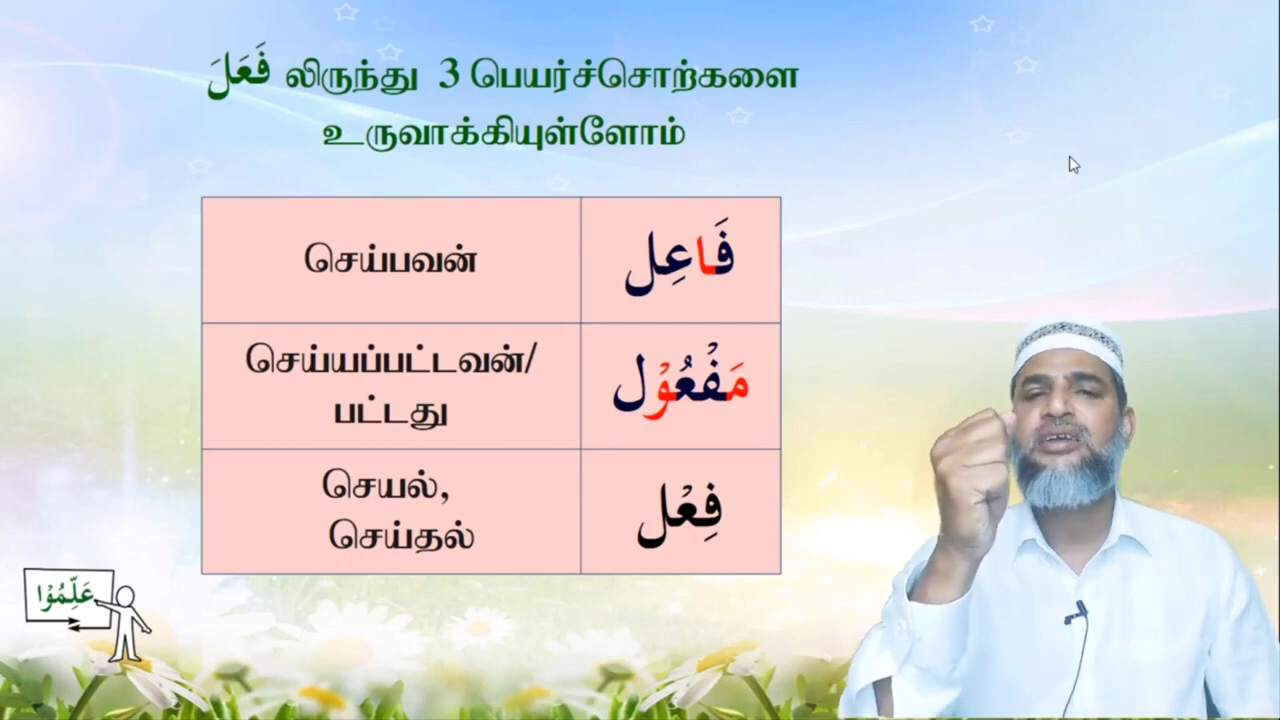 فَعَلَ லிருந்து 3 பெயர்ச்சொற்களை
உருவாக்கியுள்ளோம்
செய்பவன் فَاعِل
செய்யப்பட்டவன்/ مَفْعُوْل
பட்டது
செயல், فِعْل
செய்தல்
عَلِّمُوْا